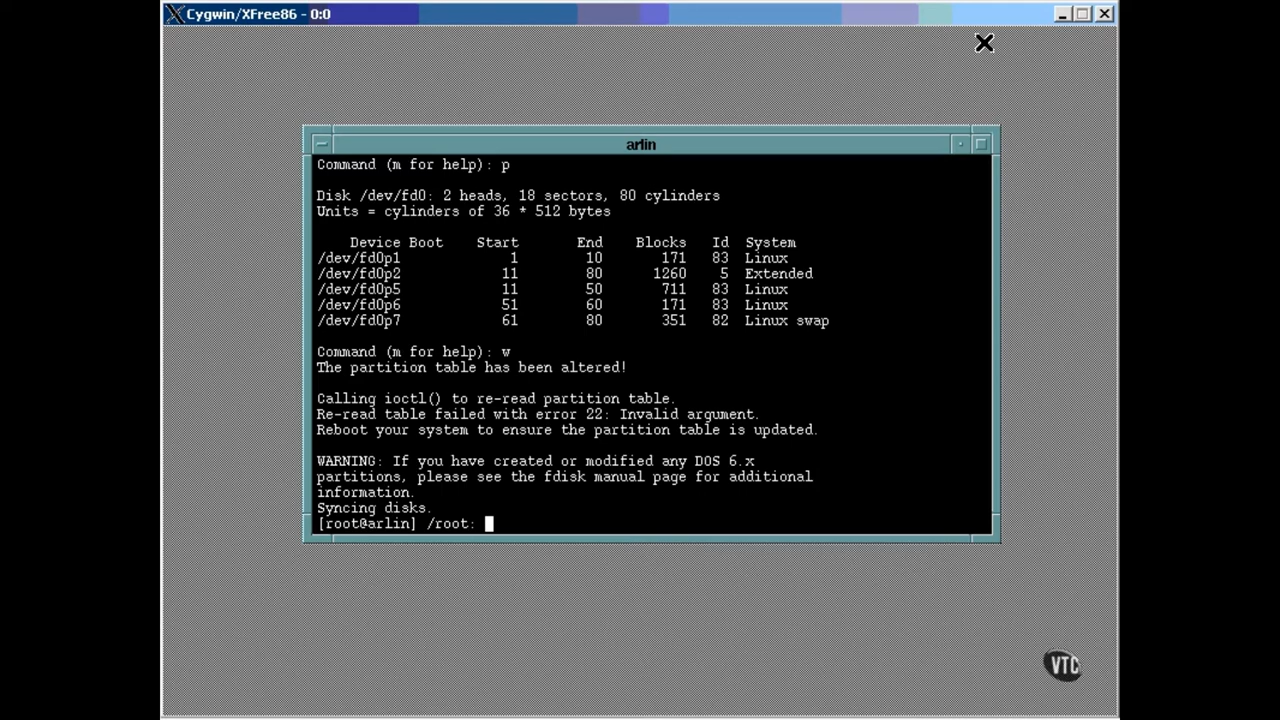 Cygwin/XFree86 - 0:0
arlin
Command (m for help): p
Disk /dev/fd0: 2 heads, 18 sectors, 80 cylinders
Units = cylinders of 36 * 512 bytes
Device Boot Start End Blocks Id System
/dev/fd0p1 1 10 171 83 Linux
/dev/fd0p2 11 80 1260 5 Extended
/dev/fd0p5 11 50 711 83 Linux
/dev/fd0p6 51 60 171 83 Linux
/dev/fd0p7 61 80 351 82 Linux swap
Command (m for help): w
The partition table has been altered!
Calling ioctl() to re-read partition table.
Re-read table failed with error 22: Invalid argument.
Reboot your system to ensure the partition table is updated.
WARNING: If you have created or modified any DOS 6.x
partitions, please see the fdisk manual page for additional
information.
Syncing disks.
[root@arlin] /root:
VTC